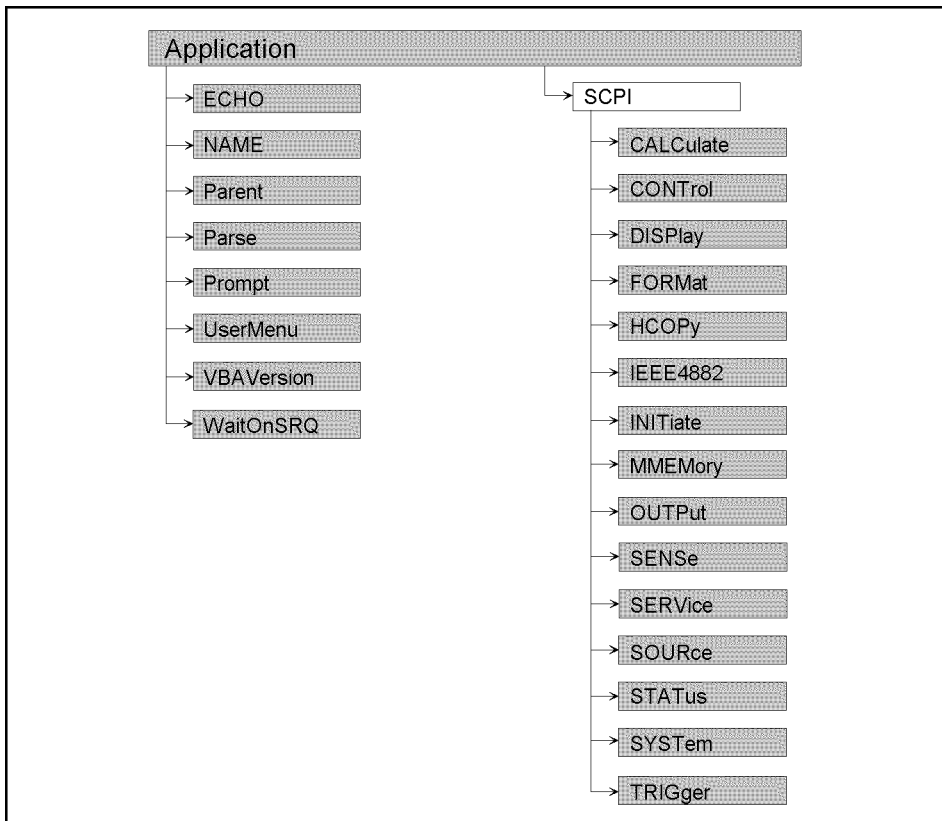 Application
ECHO
NAME
Parent
Parse
Prompt
UserMenu
VBAVersion
WaitOnSRQ
SCPI
CALCulate
CONTrol
DISPlay
FORMat
HCOPy
IEEE4882
INITiate
MMEMory
OUTPut
SENSe
SERVice
SOURce
STATus
SYSTem
TRIGger